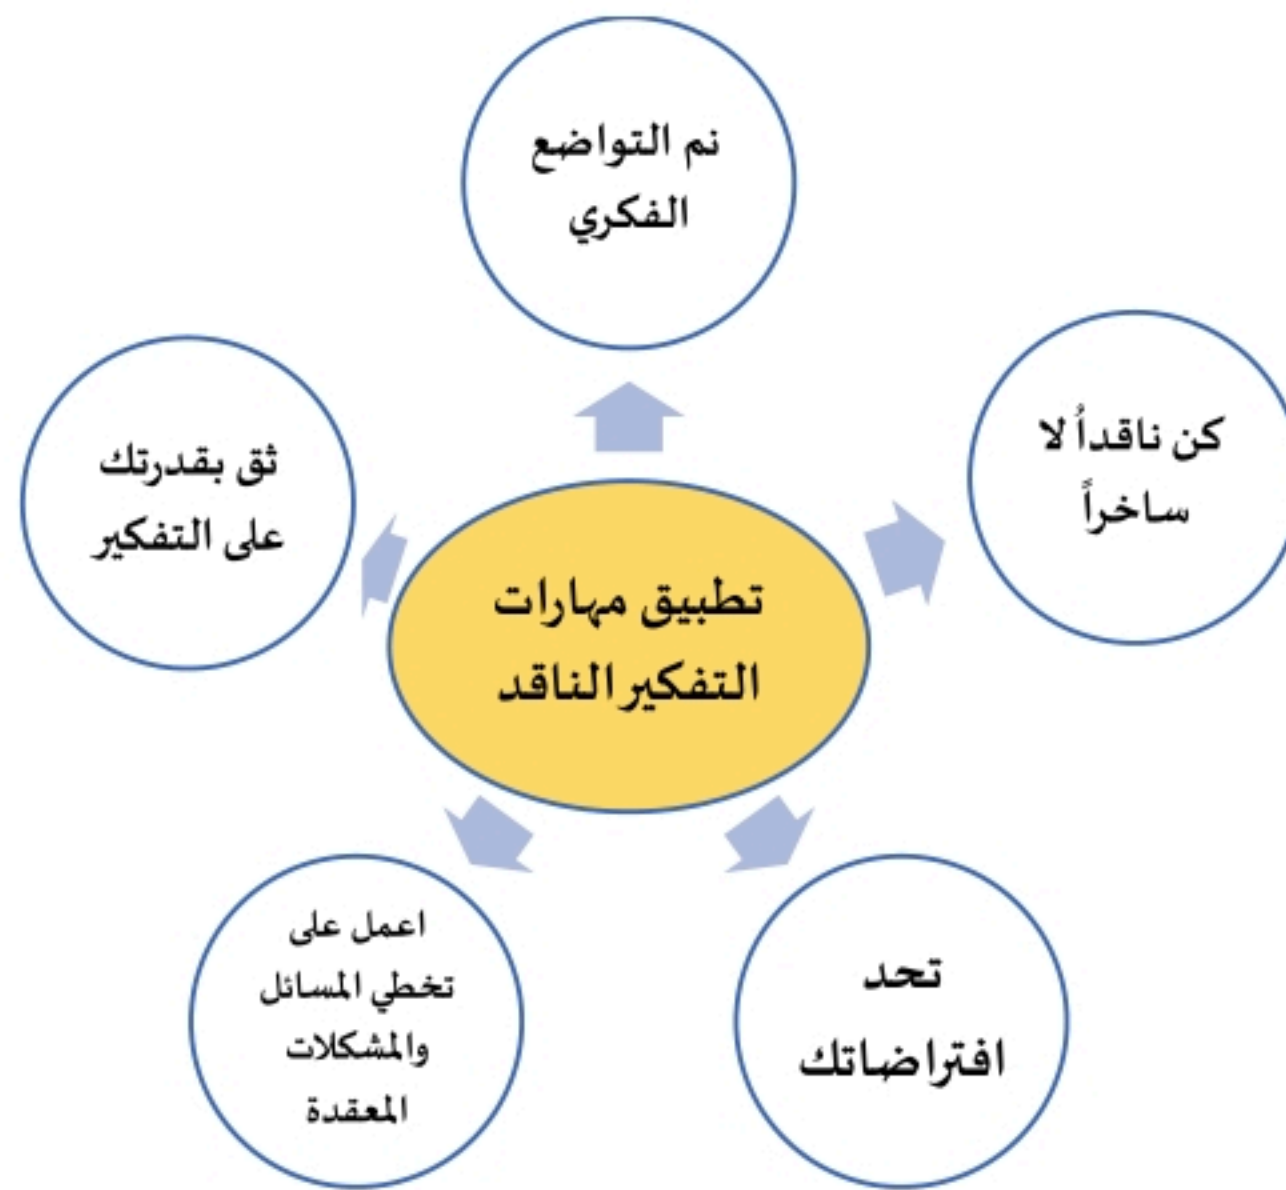 نم التواضع
الفكري
كن ناقداً لا
ساخراً
ثق بقدرتك
على التفكير
تطبيق مهارات
التفكير الناقد
تحد
افتراضاتك
اعمل على
تخطي المسائل
والمشكلات
المعقدة